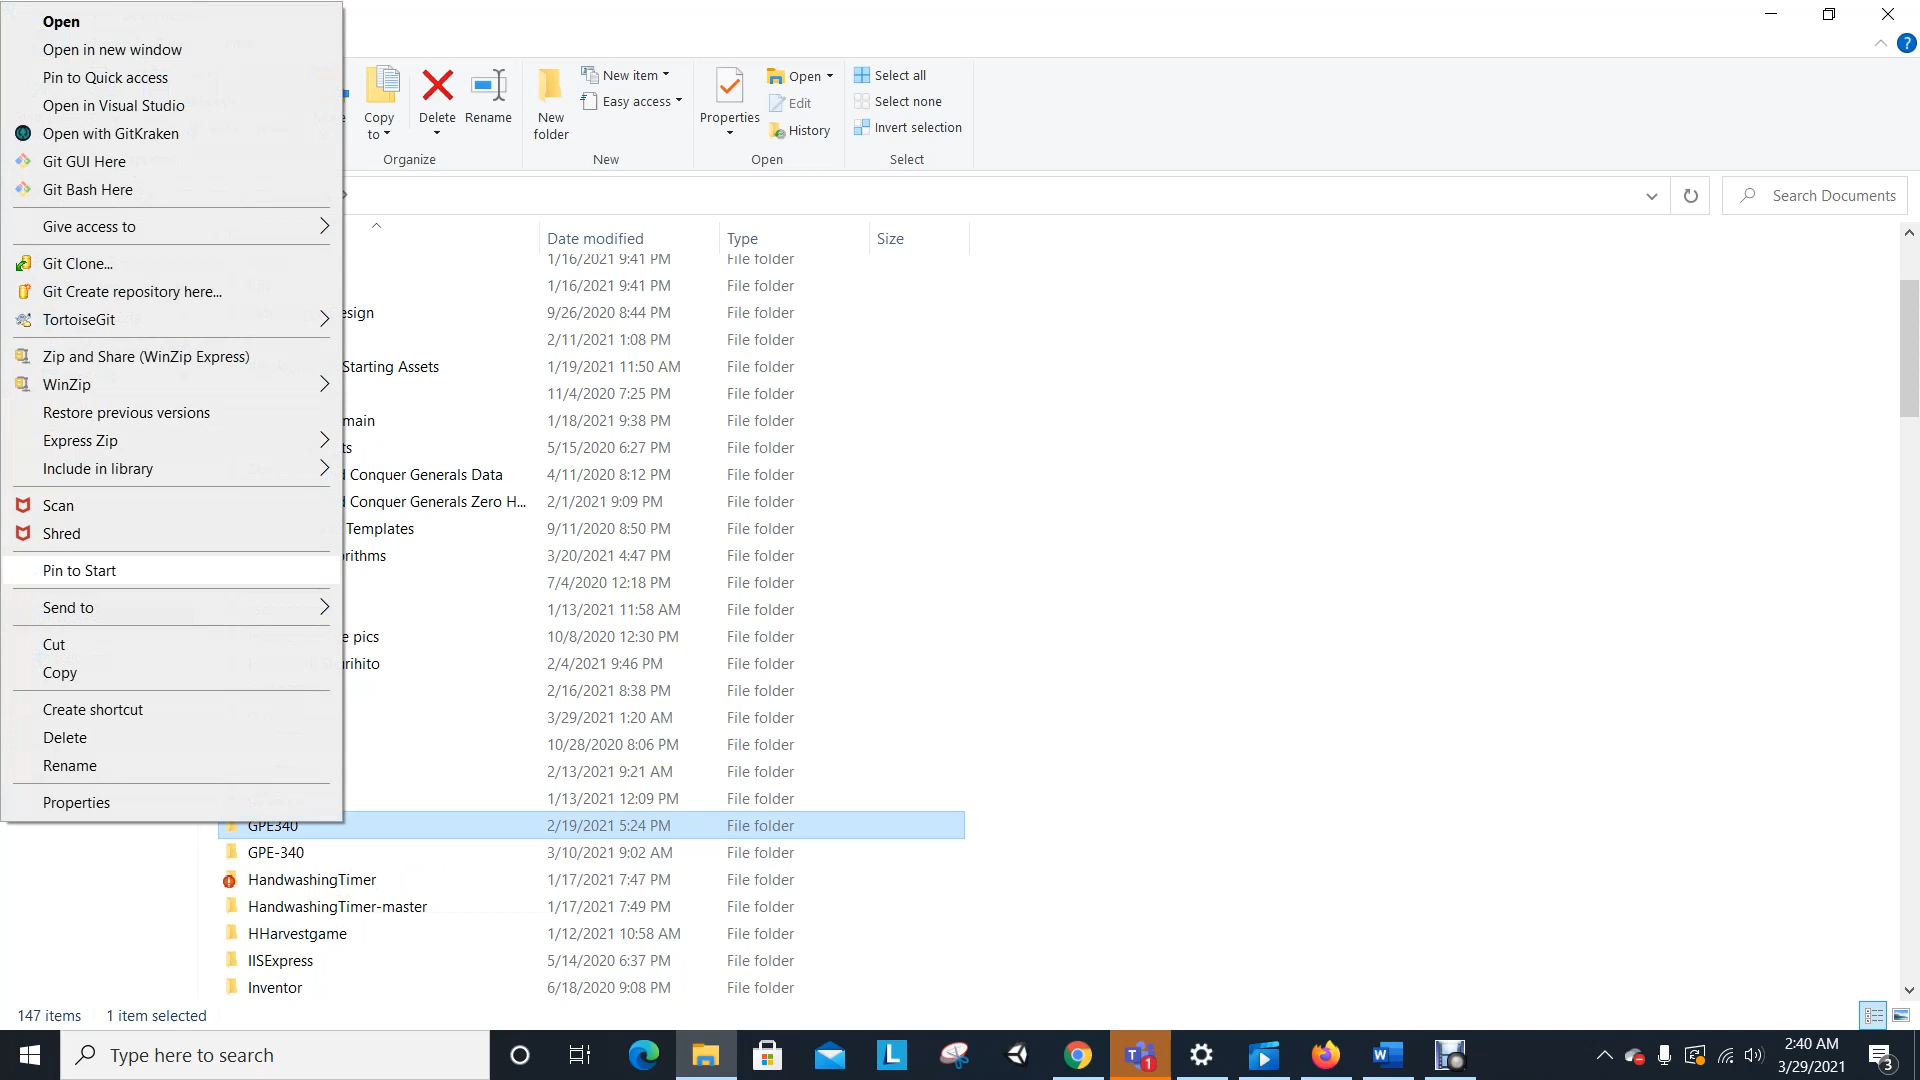 Open
Open in new window
Pin to Quick access
Open in Visual Studio
Open with GitKraken
Git GUI Here
Git Bash Here
Give access to
Git Clone...
Git Create repository here...
TortoiseGit
Zip and Share (WinZip Express)
WinZip
Restore previous versions
Express Zip
Include in library
Scan
Shred
Pin to Start
Send to
Cut
Copy
Create shortcut
Delete
Rename
Properties
Copy to
Delete
Rename
Organize
New folder
New item
Easy access
New
Properties
Open
Edit
History
Open
Select all
Select none
Invert selection
Select
Search Documents
Date modified Type Size
1/16/2021 9:41 PM File folder
1/16/2021 9:41 PM File folder
esign 9/26/2020 8:44 PM File folder
2/11/2021 1:08 PM File folder
Starting Assets 1/19/2021 11:50 AM File folder
11/4/2020 7:25 PM File folder
main 1/18/2021 9:38 PM File folder
ts 5/15/2020 6:27 PM File folder
d Conquer Generals Data 4/11/2020 8:12 PM File folder
d Conquer Generals Zero H... 2/1/2021 9:09 PM File folder
Templates 9/11/2020 8:50 PM File folder
orithms 3/20/2021 4:47 PM File folder
7/4/2020 12:18 PM File folder
1/13/2021 11:58 AM File folder
e pics 10/8/2020 12:30 PM File folder
rihito 2/4/2021 9:46 PM File folder
2/16/2021 8:38 PM File folder
3/29/2021 1:20 AM File folder
10/28/2020 8:06 PM File folder
2/13/2021 9:21 AM File folder
1/13/2021 12:09 PM File folder
GPE340 2/19/2021 5:24 PM File folder
GPE-340 3/10/2021 9:02 AM File folder
HandwashingTimer 1/17/2021 7:47 PM File folder
HandwashingTimer-master 1/17/2021 7:49 PM File folder
HHarvestgame 1/12/2021 10:58 AM File folder
IISExpress 5/14/2020 6:37 PM File folder
Inventor 6/18/2020 9:08 PM File folder
147 items 1 item selected
Type here to search
L
1
2:40 AM
3/29/2021
3